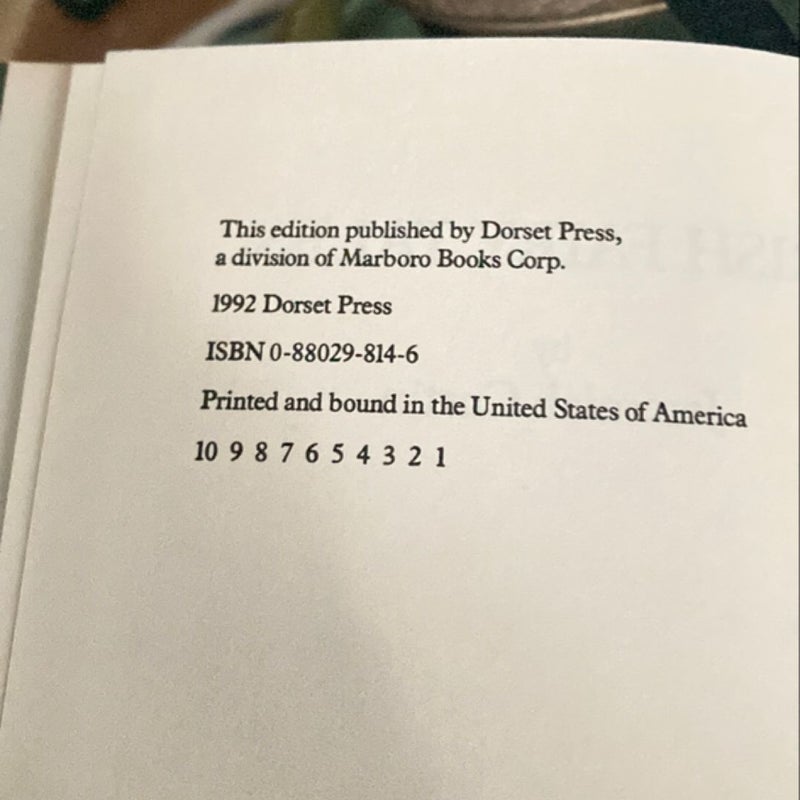 This edition published by Dorset Press,
a division of Marboro Books Corp.
1992 Dorset Press
ISBN 0-88029-814-6
Printed and bound in the United States of America
10 9 8 7 6 5 4 3 2 1